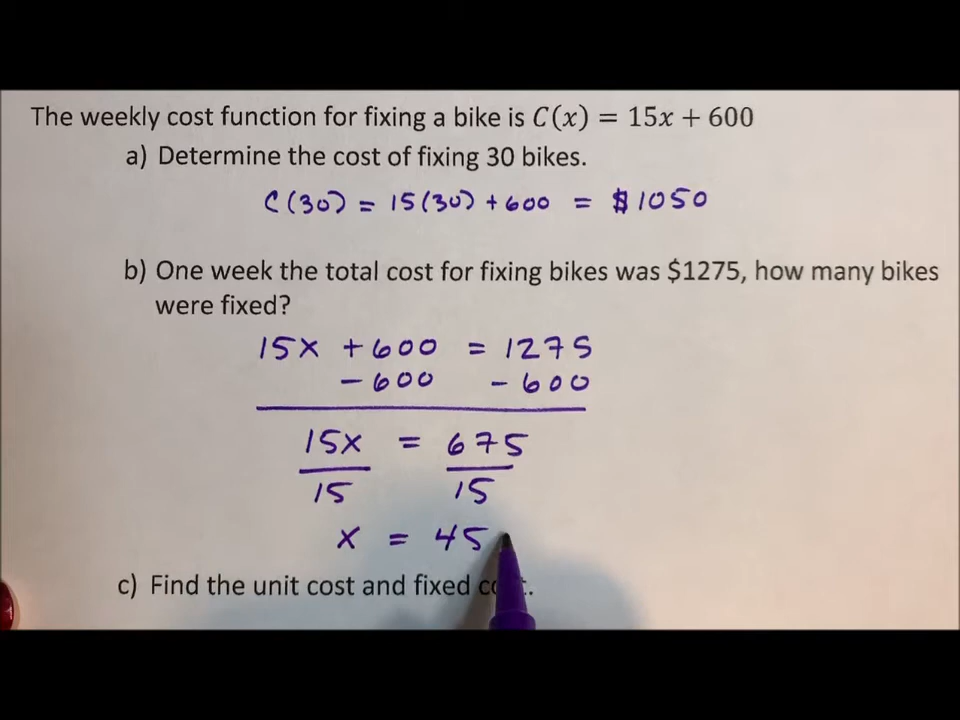 The weekly cost function for fixing a bike is C(x) = 15x + 600
a) Determine the cost of fixing 30 bikes.
C(30) = 15(30) + 600 = $1050
b) One week the total cost for fixing bikes was $1275, how many bikes
were fixed?
15x + 600 = 1275
- 600 - 600
15x = 675
15 15
x = 45
c) Find the unit cost and fixed